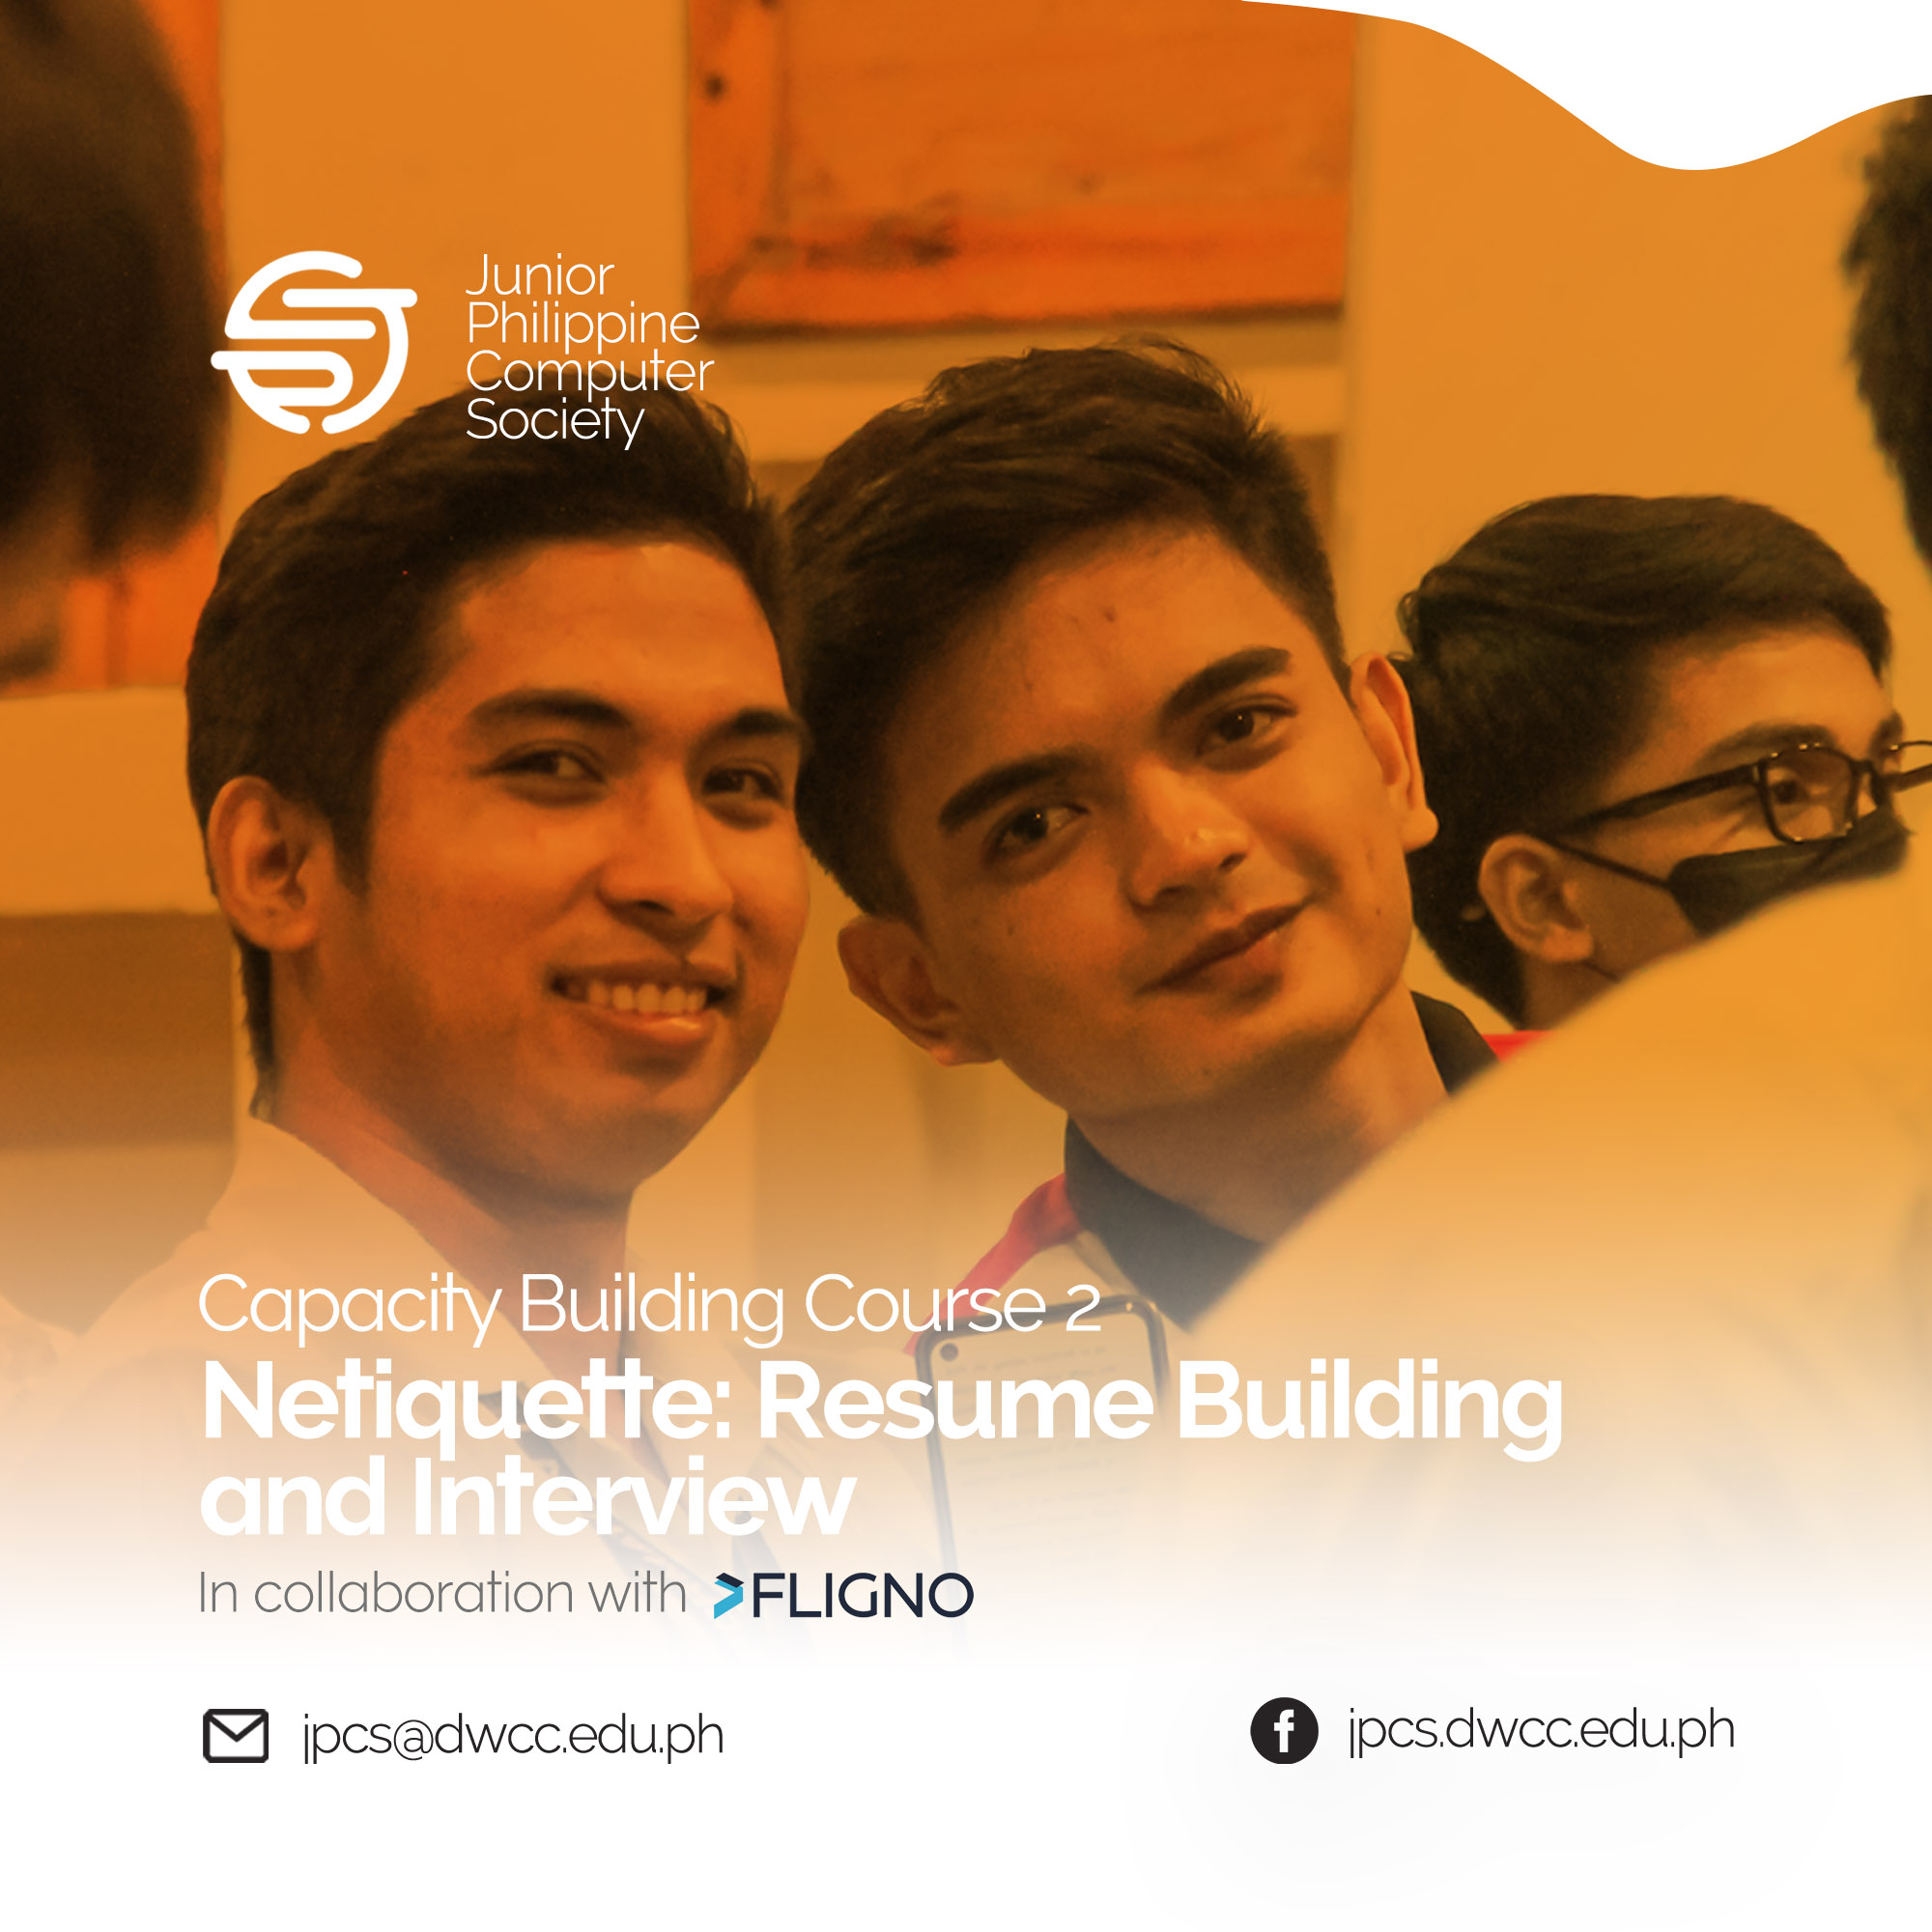 Junior
Philippine
Computer
Society
Capacity Building Course 2
Netiquette: Resume Building
and Interview
In collaboration with FLIGNO
jpcs@dwcc.edu.ph
jpcs.dwcc.edu.ph